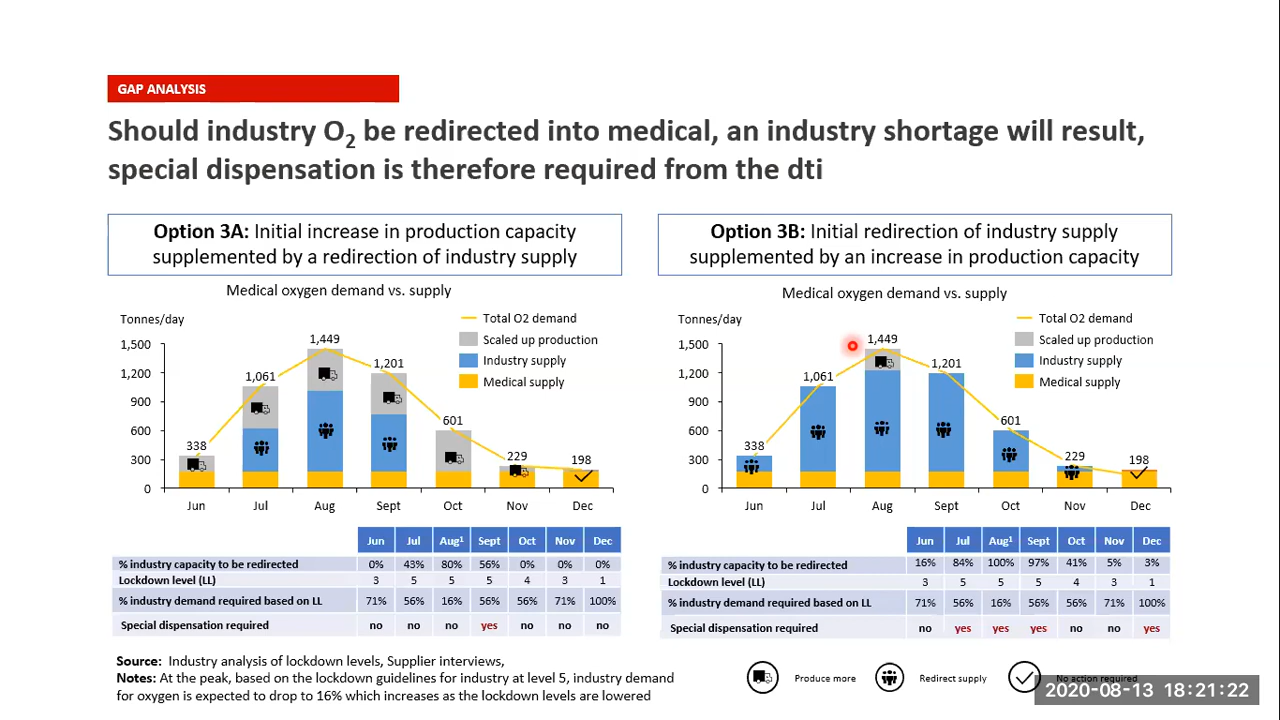 GAP ANALYSIS
Should industry O2 be redirected into medical, an industry shortage will result,
special dispensation is therefore required from the dti
Option 3A: Initial increase in production capacity
supplemented by a redirection of industry supply
Medical oxygen demand vs. supply
Tonnes/day
Total O2 demand
Scaled up production
Industry supply
Medical supply
1,500
1,200
900
600
300
0
338
1,061
1,449
1,201
601
229
198
Jun Jul Aug Sept Oct Nov Dec
Jun Jul Aug1 Sept Oct Nov Dec
% industry capacity to be redirected 0% 43% 80% 56% 0% 0% 0%
Lockdown level (LL) 3 5 5 5 4 3 1
% industry demand required based on LL 71% 56% 16% 56% 56% 71% 100%
Special dispensation required no no no yes no no no
Option 3B: Initial redirection of industry supply
supplemented by an increase in production capacity
Medical oxygen demand vs. supply
Tonnes/day
Total O2 demand
Scaled up production
Industry supply
Medical supply
1,500
1,200
900
600
300
0
338
1,061
1,449
1,201
601
229
198
Jun Jul Aug Sept Oct Nov Dec
Jun Jul Aug1 Sept Oct Nov Dec
% industry capacity to be redirected 16% 84% 100% 97% 41% 5% 3%
Lockdown level (LL) 3 5 5 5 4 3 1
% industry demand required based on LL 71% 56% 16% 56% 56% 71% 100%
Special dispensation required no yes yes yes no no yes
Source: Industry analysis of lockdown levels, Supplier interviews,
Notes: At the peak, based on the lockdown guidelines for industry at level 5, industry demand
for oxygen is expected to drop to 16% which increases as the lockdown levels are lowered
Produce more
Redirect supply
No action required
2020-08-13 18:21:22